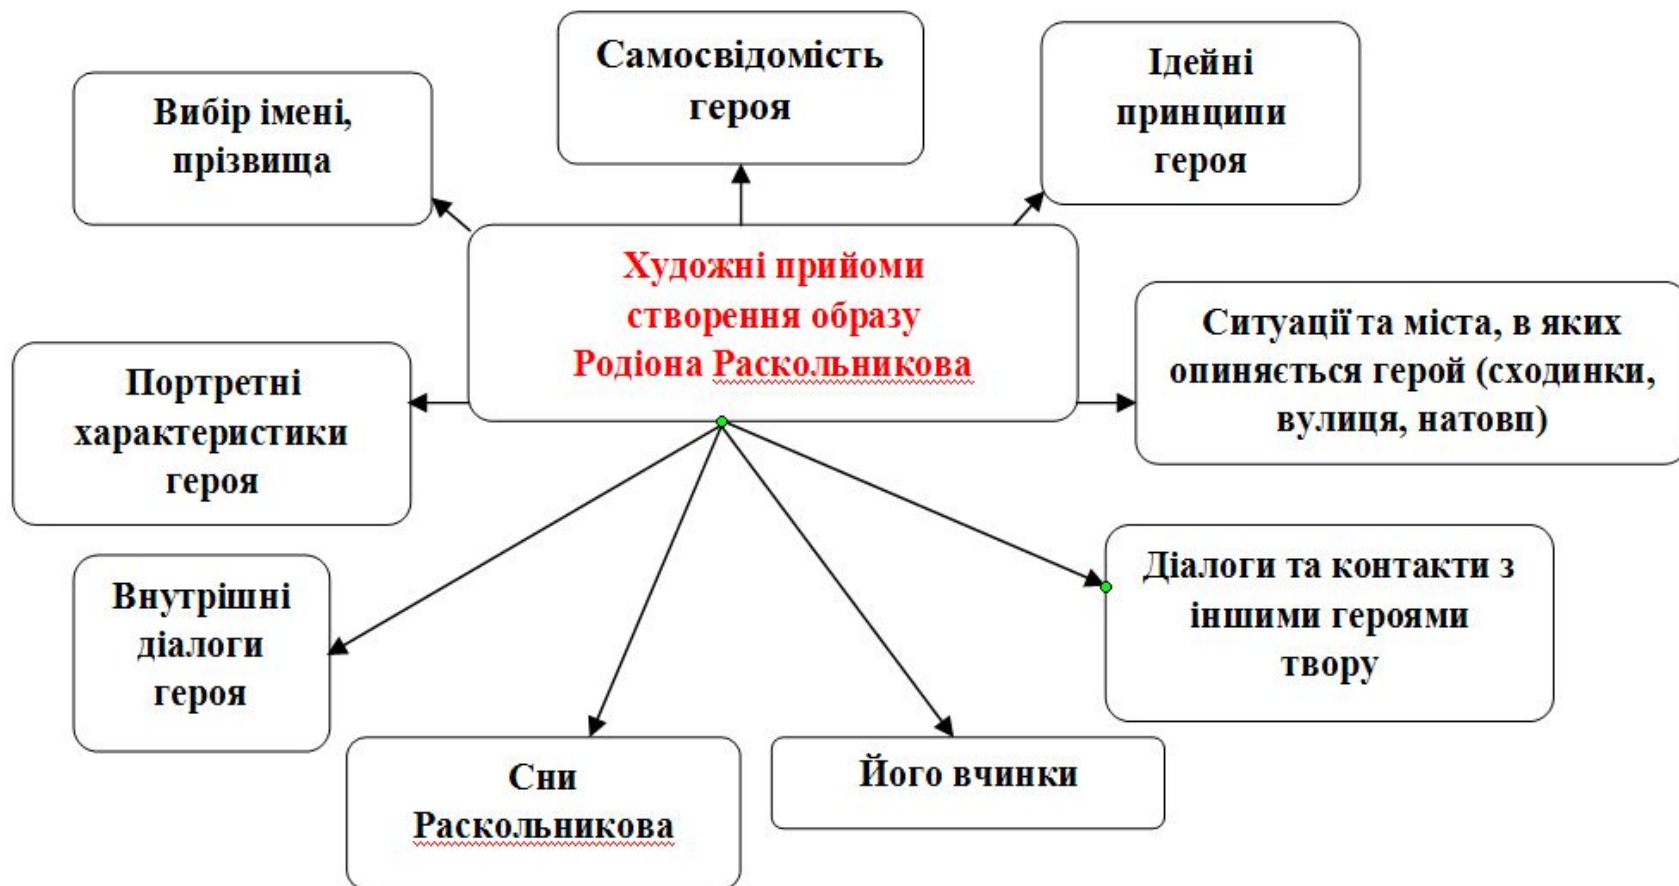 Самосвідомість
героя
Ідейні
принципи
героя
Вибір імені,
прізвища
Художні прийоми
створення образу
Родіона Раскольникова
Ситуації та міста, в яких
опиняється герой (сходинки,
вулиця, натовп)
Портретні
характеристики
героя
Внутрішні
діалоги
героя
Діалоги та контакти з
іншими героями
твору
Сни
Раскольникова
Його вчинки